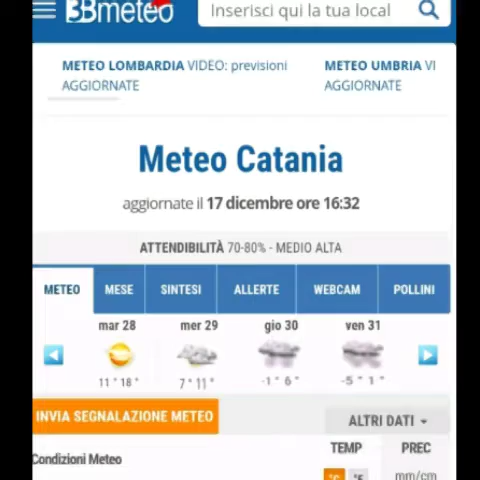 3Bmeteo
Inserisci qui la tua local
METEO LOMBARDIA VIDEO: previsioni
AGGIORNATE
METEO UMBRIA VI
AGGIORNATE
Meteo Catania
aggiornate il 17 dicembre ore 16:32
ATTENDIBILITÀ 70-80% - MEDIO ALTA
METEO MESE SINTESI ALLERTE WEBCAM POLLINI
mar 28 mer 29 gio 30 ven 31
11° 18° 7° 11° -1° 6° -5° 1°
INVIA SEGNALAZIONE METEO
ALTRI DATI
TEMP PREC
Condizioni Meteo
°C °F mm/cm